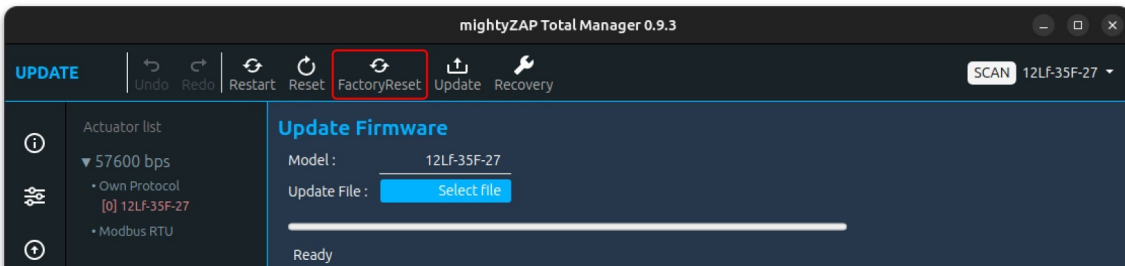 mightyZAP Total Manager 0.9.3
UPDATE Undo Redo Restart Reset FactoryReset Update Recovery SCAN 12Lf-35F-27
Actuator list
57600 bps
• Own Protocol
[0] 12Lf-35F-27
• Modbus RTU
Update Firmware
Model : 12Lf-35F-27
Update File : Select file
Ready